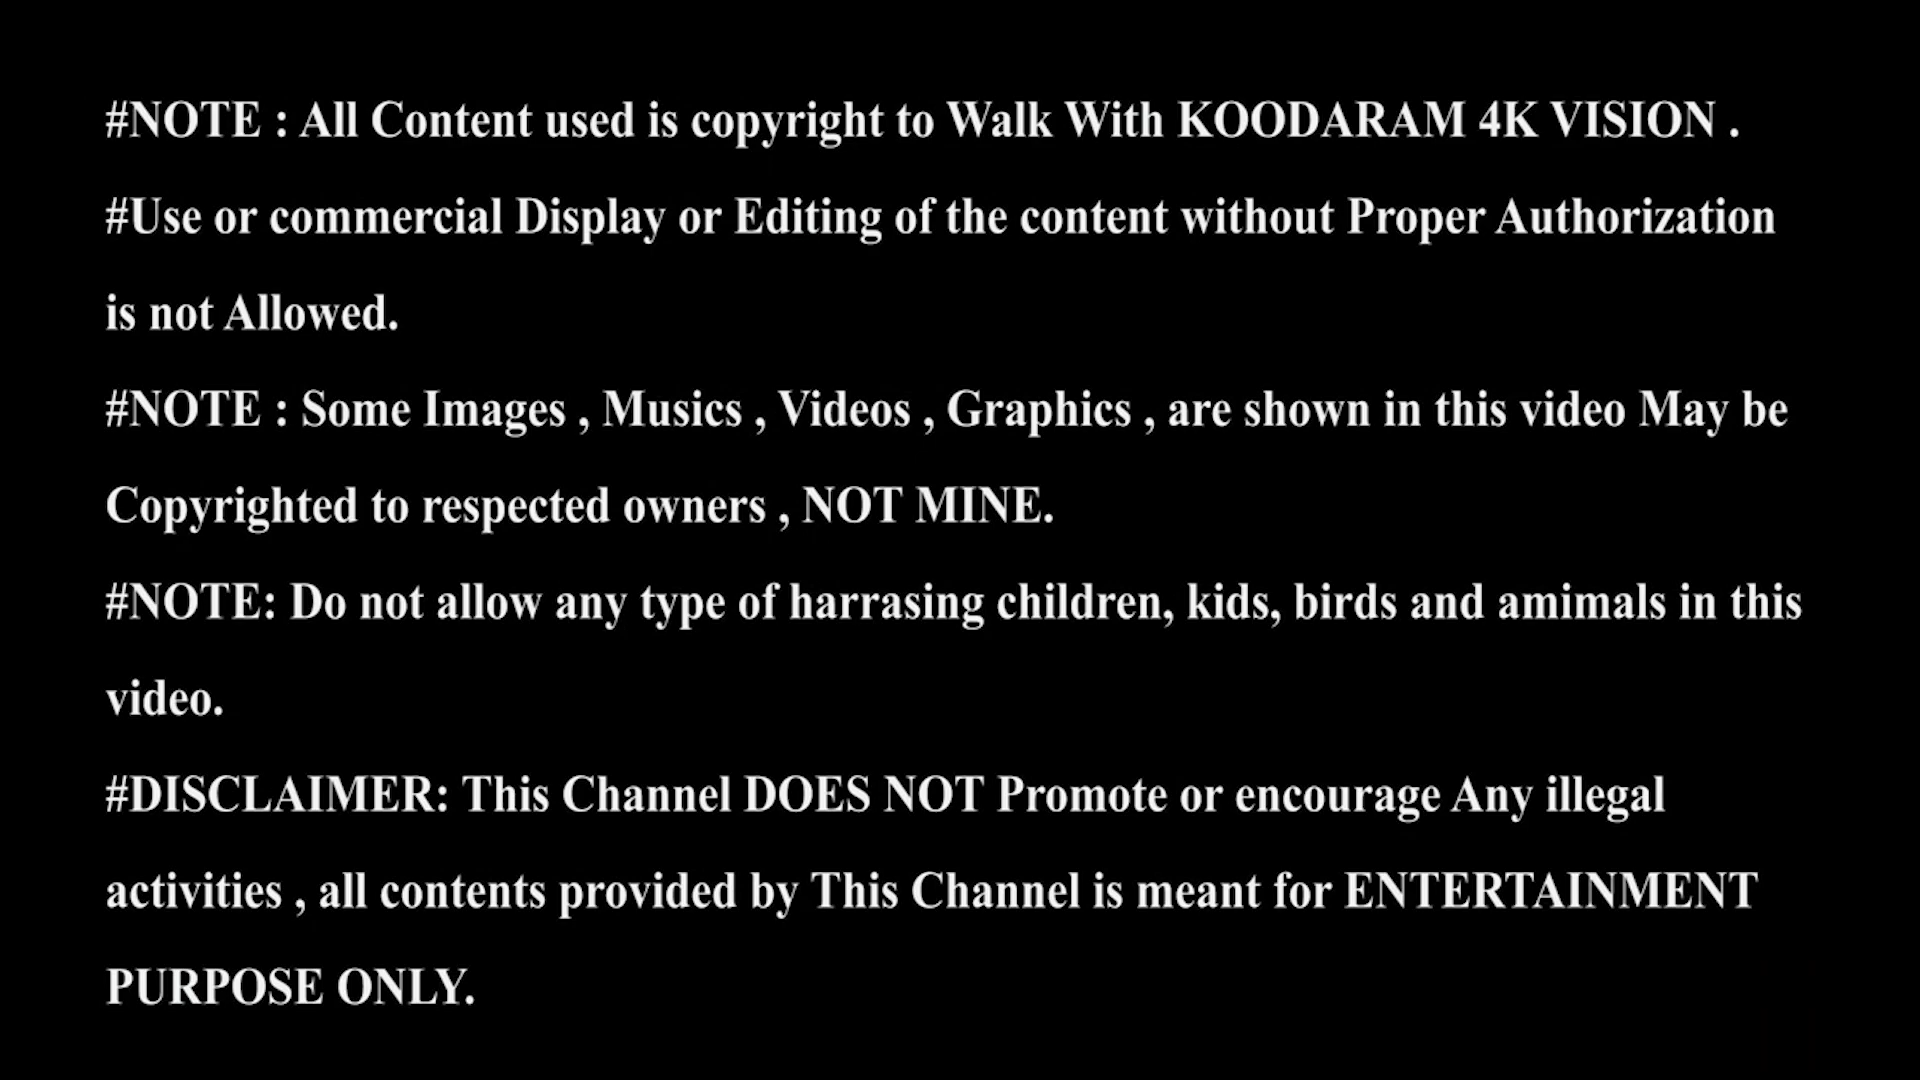 #NOTE : All Content used is copyright to Walk With KOODARAM 4K VISION .
#Use or commercial Display or Editing of the content without Proper Authorization
is not Allowed.
#NOTE : Some Images , Musics , Videos , Graphics , are shown in this video May be
Copyrighted to respected owners , NOT MINE.
#NOTE: Do not allow any type of harrasing children, kids, birds and amimals in this
video.
#DISCLAIMER: This Channel DOES NOT Promote or encourage Any illegal
activities , all contents provided by This Channel is meant for ENTERTAINMENT
PURPOSE ONLY.